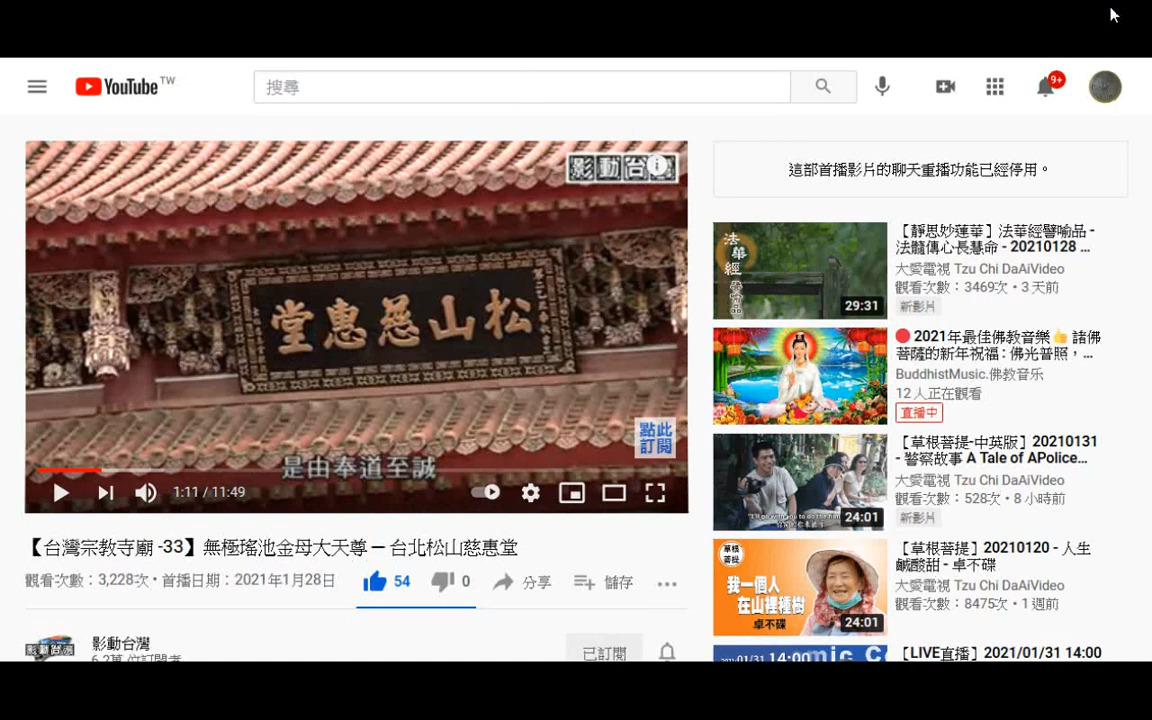 YouTube TW
搜尋
9+
影動台灣
松山慈惠堂
點此
訂閱
是由奉道至誠
1:11 / 11:49
【台灣宗教寺廟 -33】無極瑤池金母大天尊 – 台北松山慈惠堂
觀看次數：3,228次 • 首播日期：2021年1月28日
54
0
分享
儲存
影動台灣
6.2萬 位訂閱者
已訂閱
這部首播影片的聊天重播功能已經停用。
法華經
29:31
【靜思妙蓮華】法華經譬喻品 -
法髓傳心長慧命 - 20210128 ...
大愛電視 Tzu Chi DaAiVideo
觀看次數：3469次 • 3 天前
新影片
🔴 2021年最佳佛教音樂👍 諸佛
菩薩的新年祝福 : 佛光普照，...
BuddhistMusic.佛教音乐
12 人正在觀看
直播中
24:01
【草根菩提-中英版】20210131
- 警察故事 A Tale of APolice...
大愛電視 Tzu Chi DaAiVideo
觀看次數：528次 • 8 小時前
新影片
草根
菩提
我一個人
在山裡種樹
卓不碟
24:01
【草根菩提】20210120 - 人生
鹹酸甜 - 卓不碟
大愛電視 Tzu Chi DaAiVideo
觀看次數：8475次 • 1 週前
01/31 14:00
【LIVE直播】2021/01/31 14:00